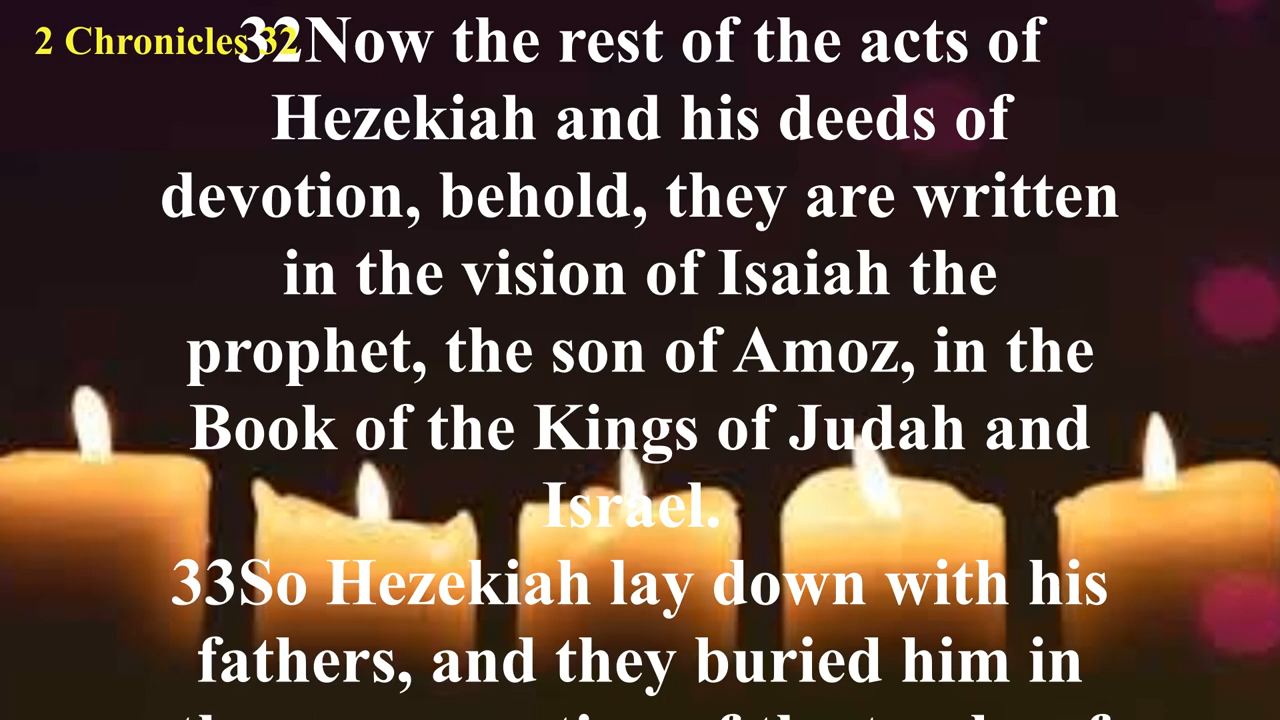 2 Chronicles 32
32Now the rest of the acts of
Hezekiah and his deeds of
devotion, behold, they are written
in the vision of Isaiah the
prophet, the son of Amoz, in the
Book of the Kings of Judah and
Israel.
33So Hezekiah lay down with his
fathers, and they buried him in